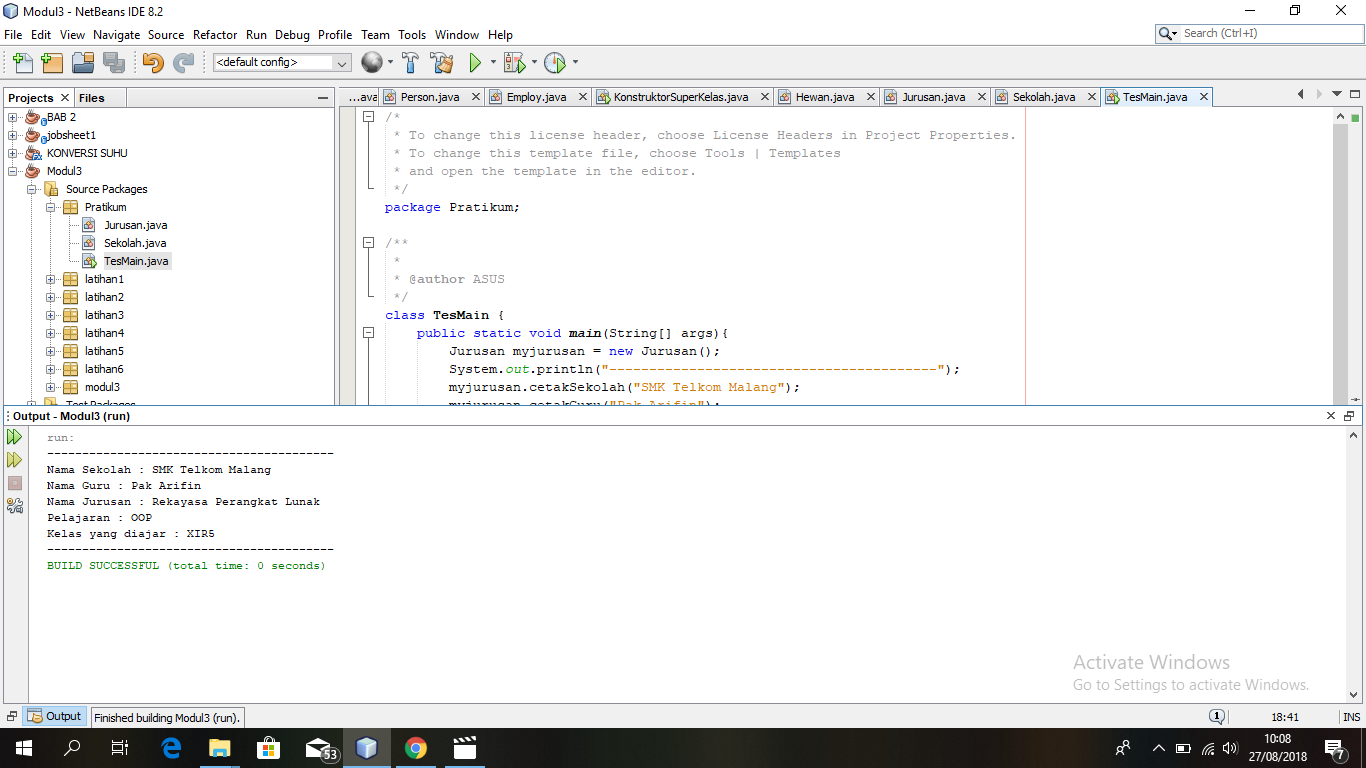 Modul3 - NetBeans IDE 8.2
File Edit View Navigate Source Refactor Run Debug Profile Team Tools Window Help
Search (Ctrl+I)
<default config>
Projects Files
...ava Person.java Employ.java KonstruktorSuperKelas.java Hewan.java Jurusan.java Sekolah.java TesMain.java
BAB 2
jobsheet1
KONVERSI SUHU
Modul3
Source Packages
Pratikum
Jurusan.java
Sekolah.java
TesMain.java
latihan1
latihan2
latihan3
latihan4
latihan5
latihan6
modul3
Test Packages
/*
* To change this license header, choose License Headers in Project Properties.
* To change this template file, choose Tools | Templates
* and open the template in the editor.
*/
package Pratikum;
/**
*
* @author ASUS
*/
class TesMain {
public static void main(String[] args){
Jurusan myjurusan = new Jurusan();
System.out.println("------------------------------------------");
myjurusan.cetakSekolah("SMK Telkom Malang");
myjurusan.cetakGuru("Pak Arifin");
Output - Modul3 (run)
run:
-----------------------------------------
Nama Sekolah : SMK Telkom Malang
Nama Guru : Pak Arifin
Nama Jurusan : Rekayasa Perangkat Lunak
Pelajaran : OOP
Kelas yang diajar : XIR5
-----------------------------------------
BUILD SUCCESSFUL (total time: 0 seconds)
Activate Windows
Go to Settings to activate Windows.
Output
Finished building Modul3 (run).
1
18:41
INS
53
10:08
27/08/2018
7